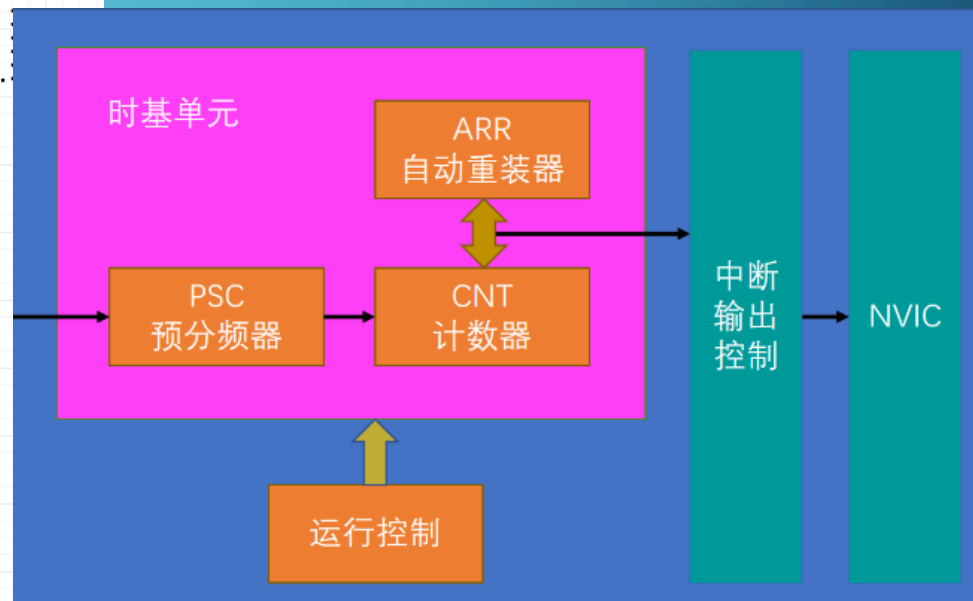 时基单元
ARR
自动重装器
PSC
预分频器
CNT
计数器
中断
输出
控制
NVIC
运行控制